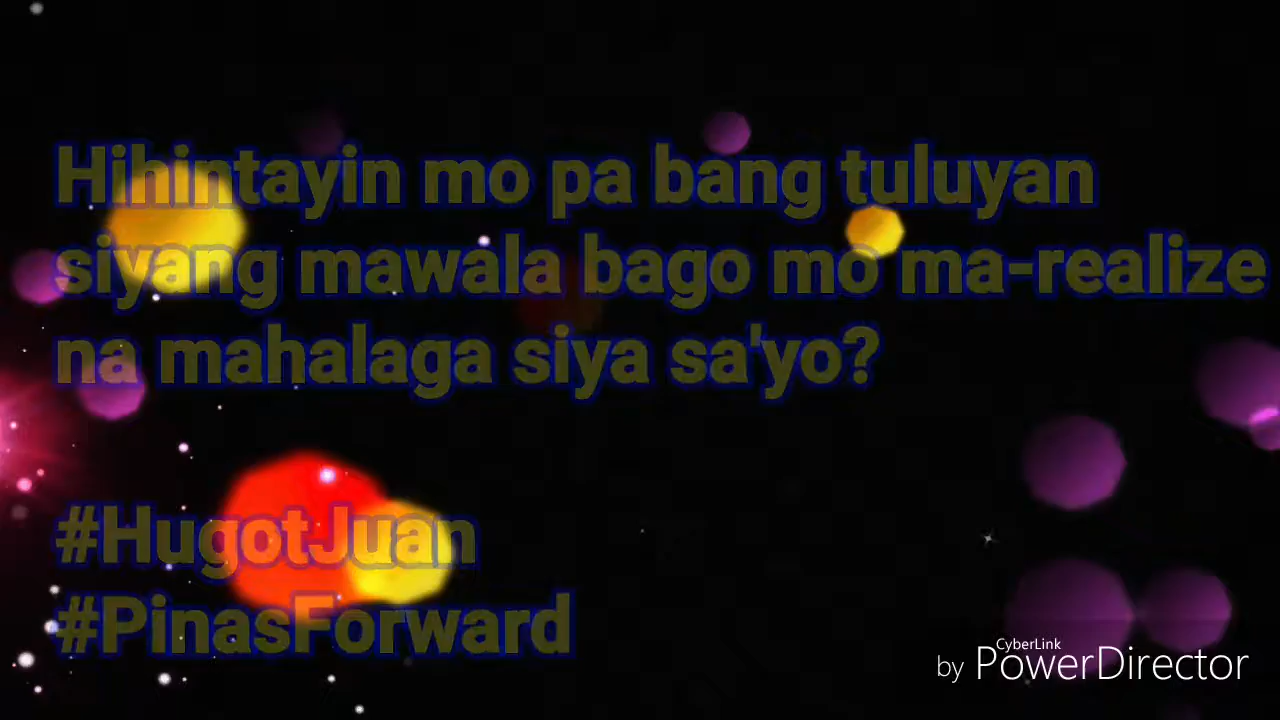 Hihintayin mo pa bang tuluyan
siyang mawala bago mo ma-realize
na mahalaga siya sa'yo?
#HugotJuan
#PinasForward
by CyberLink PowerDirector